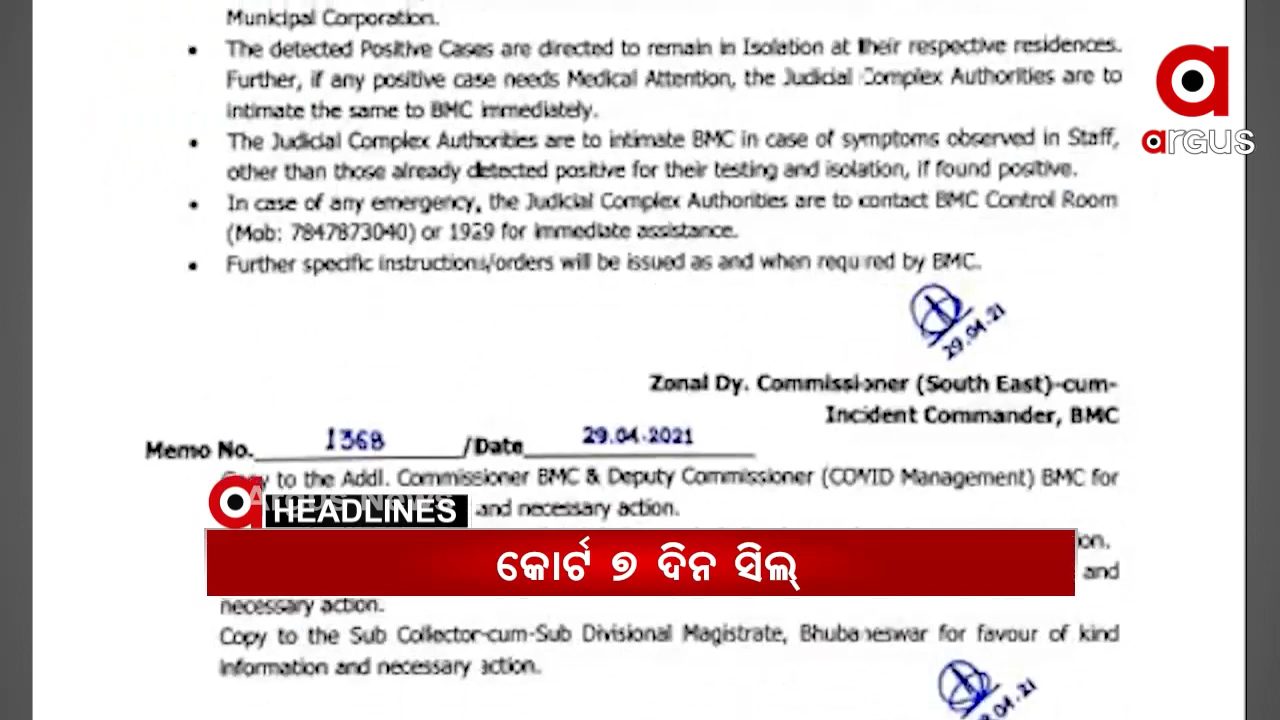 Municipal Corporation.
• The detected Positive Cases are directed to remain in Isolation at their respective residences.
Further, if any positive case needs Medical Attention, the Judicial Complex Authorities are to
intimate the same to BMC immediately.
• The Judicial Complex Authorities are to intimate BMC in case of symptoms observed in Staff,
other than those already detected positive for their testing and isolation, if found positive.
• In case of any emergency, the Judicial Complex Authorities are to contact BMC Control Room
(Mob: 7847873040) or 1929 for immediate assistance.
• Further specific instructions/orders will be issued as and when required by BMC.
argus
29.04.21
Zonal Dy. Commissioner (South East)-cum-
Incident Commander, BMC
Memo No. 1368 /Date 29.04.2021
Copy to the Addl. Commissioner BMC & Deputy Commissioner (COVID Management) BMC for
and necessary action.
HEADLINES
on.
କୋର୍ଟ ୭ ଦିନ ସିଲ୍
and
necessary action.
Copy to the Sub Collector-cum-Sub Divisional Magistrate, Bhubaneswar for favour of kind
information and necessary action.
04.21